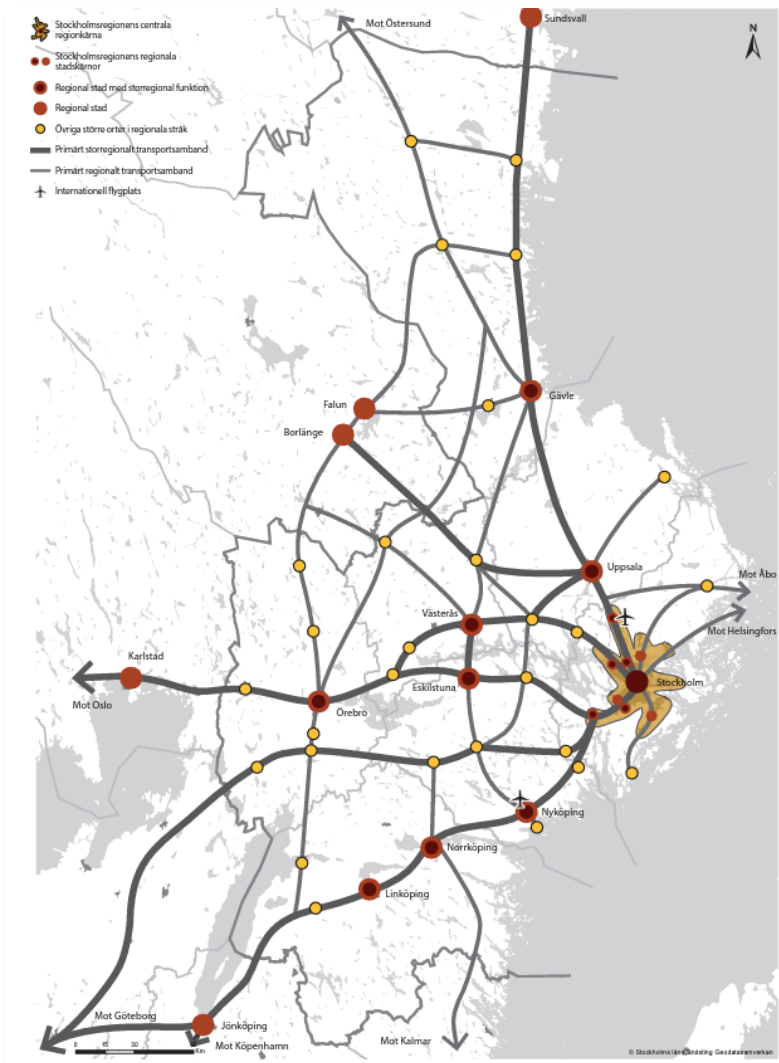 Stockholmsregionens centrala
regionkärna
Stockholmsregionens regionala
stadskärnor
Regional stad med storregional funktion
Regional stad
Övriga större orter i regionala stråk
Primärt storregionalt transportsamband
Primärt regionalt transportsamband
Internationell flygplats
Mot Östersund
Sundsvall
N
Falun
Gävle
Borlänge
Uppsala
Mot Åbo
Västerås
Mot Helsingfors
Karlstad
Eskilstuna
Stockholm
Mot Oslo
Örebro
Nyköping
Norrköping
Linköping
Mot Göteborg
Jönköping
Mot Köpenhamn
Mot Kalmar
0 15 30 60
Km
© Stockholms läns landsting Geodatasamverkan